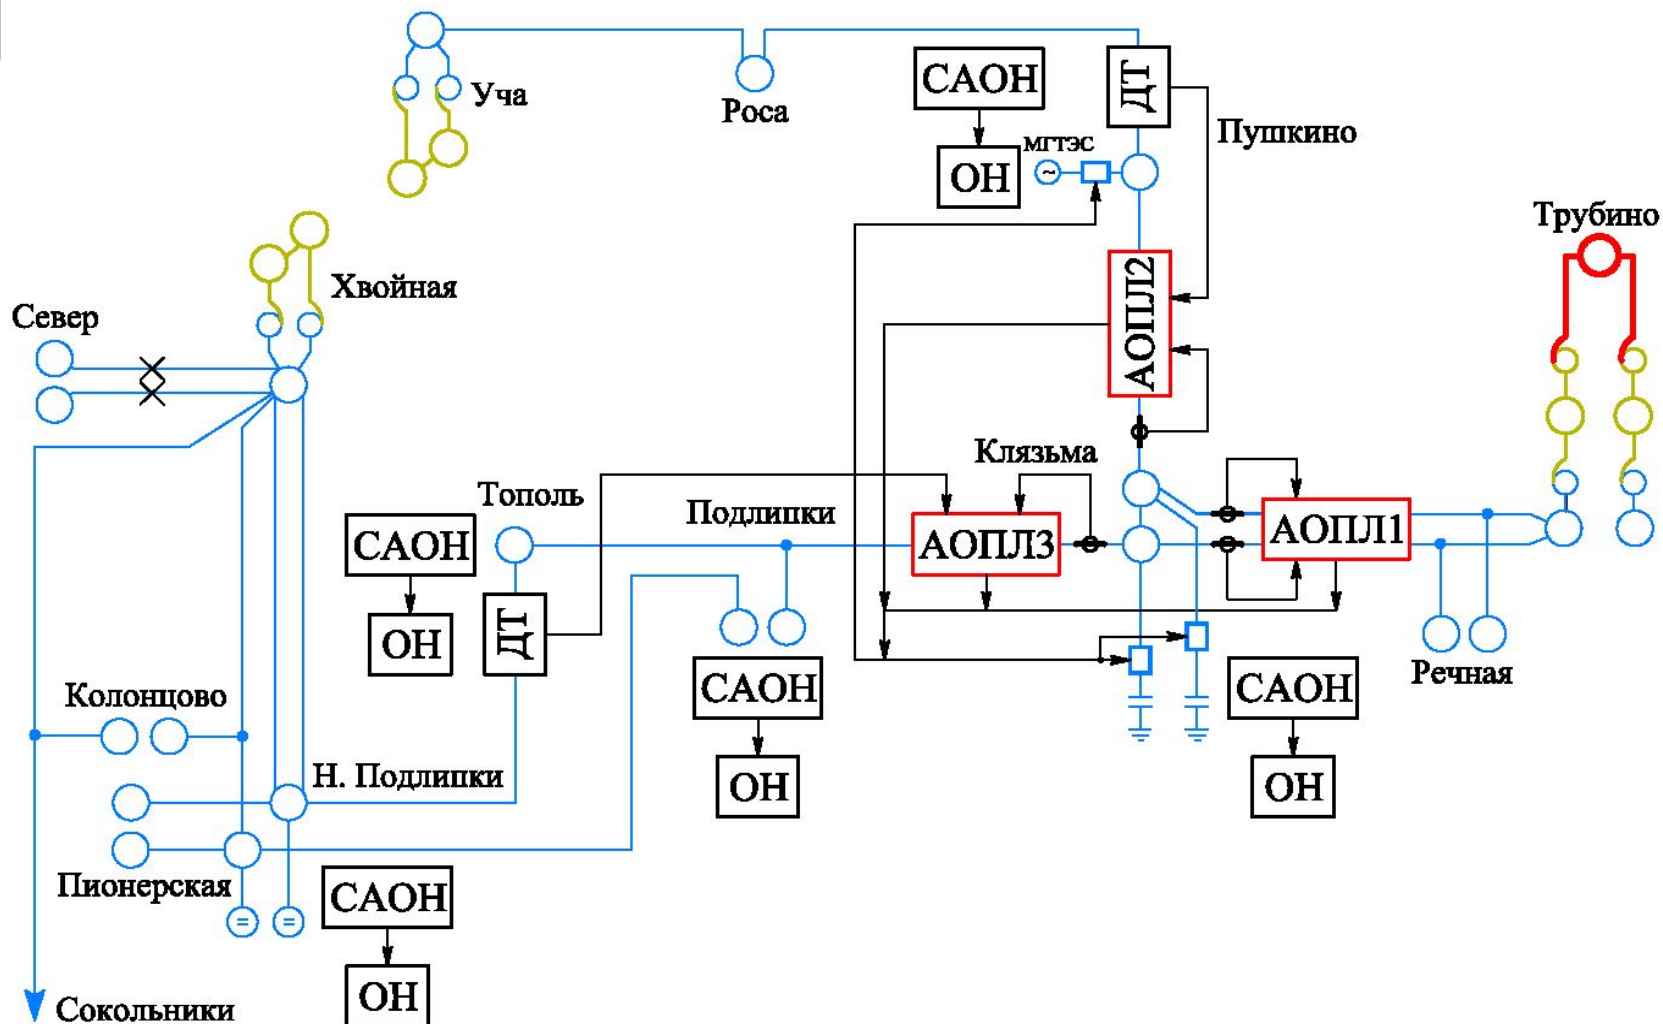 САОН
ДТ
Уча
Роса
Пушкино
МГТЭС
ОН
~
Трубино
Хвойная
Север
АОПЛ2
Клязьма
Тополь
Подлипки
САОН
АОПЛ3
АОПЛ1
ОН
ДТ
Речная
САОН
САОН
Колонцово
Н. Подлипки
ОН
ОН
Пионерская
САОН
=
=
ОН
Сокольники